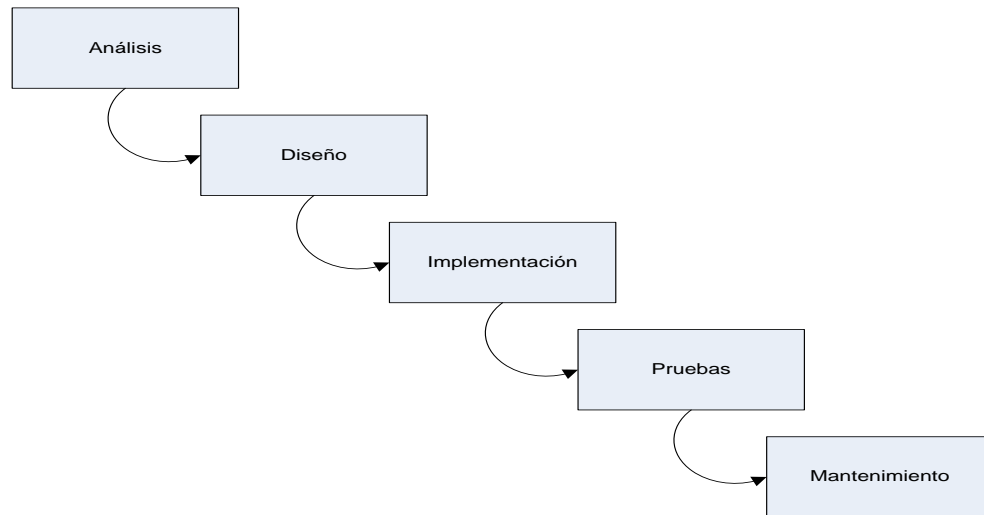 Análisis
Diseño
Implementación
Pruebas
Mantenimiento